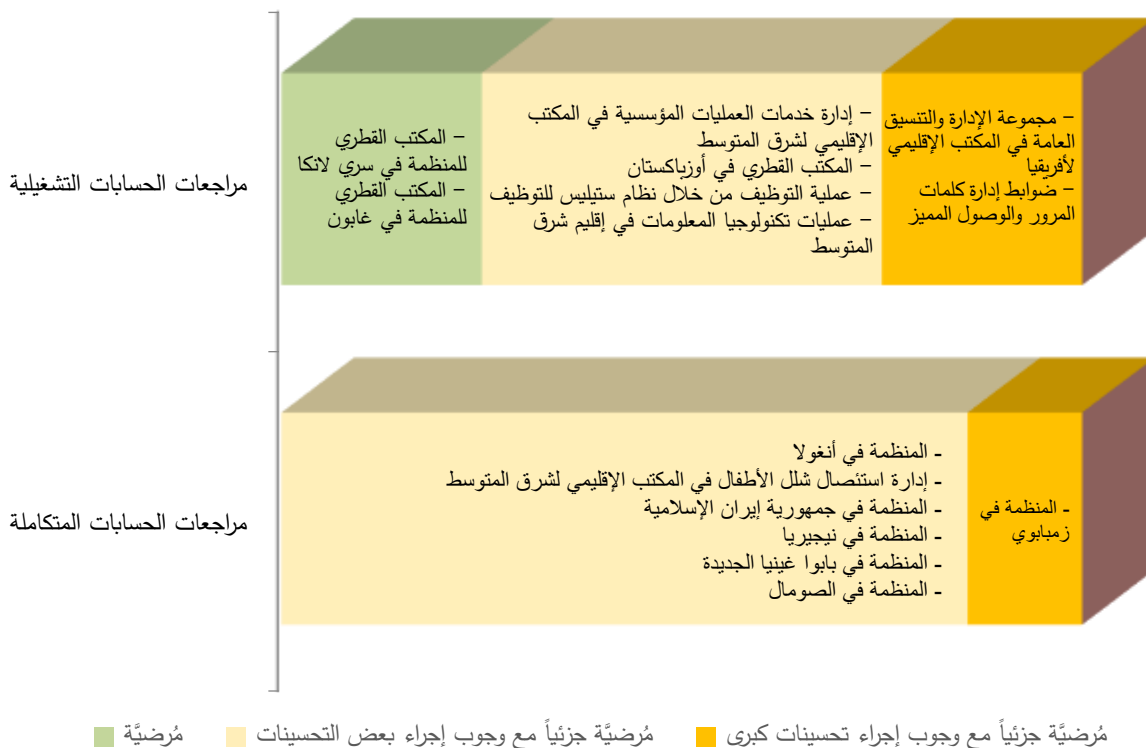 مراجعات الحسابات التشغيلية
– مجموعة الإدارة والتنسيق
العامة في المكتب الإقليمي
لأفريقيا
– ضوابط إدارة كلمات
المرور والوصول المميز
– إدارة خدمات العمليات المؤسسية في المكتب
الإقليمي لشرق المتوسط
– المكتب القطري في أوزباكستان
– عملية التوظيف من خلال نظام ستيليس للتوظيف
– عمليات تكنولوجيا المعلومات في إقليم شرق
المتوسط
– المكتب القطري
للمنظمة في سري لانكا
– المكتب القطري
للمنظمة في غابون
مراجعات الحسابات المتكاملة
- المنظمة في
زمبابوي
- المنظمة في أنغولا
- إدارة استئصال شلل الأطفال في المكتب الإقليمي لشرق المتوسط
- المنظمة في جمهورية إيران الإسلامية
- المنظمة في نيجيريا
- المنظمة في بابوا غينيا الجديدة
- المنظمة في الصومال
مُرضيَّة جزئياً مع وجوب إجراء تحسينات كبرى
مُرضيَّة جزئياً مع وجوب إجراء بعض التحسينات
مُرضيَّة